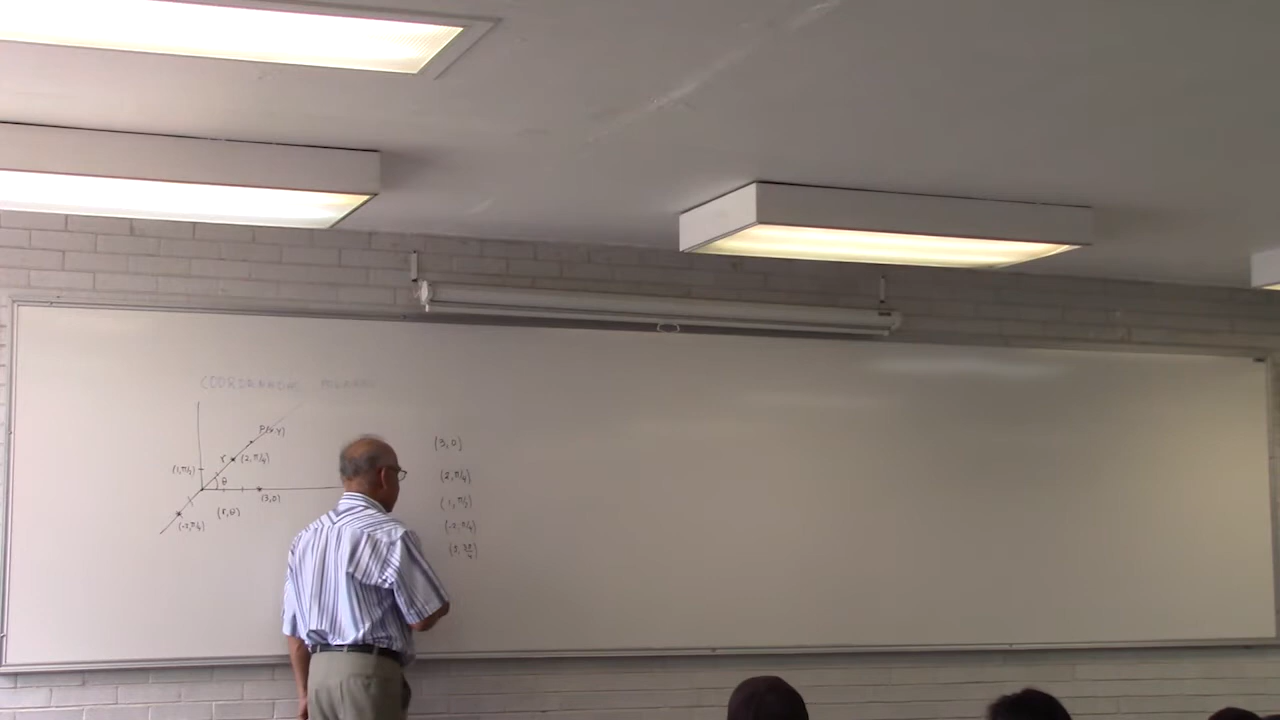 COORDENADAS POLARES
P(x,y)
r
(2, π/4)
(1, π/2)
θ
(3,0)
(r,θ)
(-2, π/4)
(3,0)
(2, π/4)
(1, π/2)
(-2, π/4)